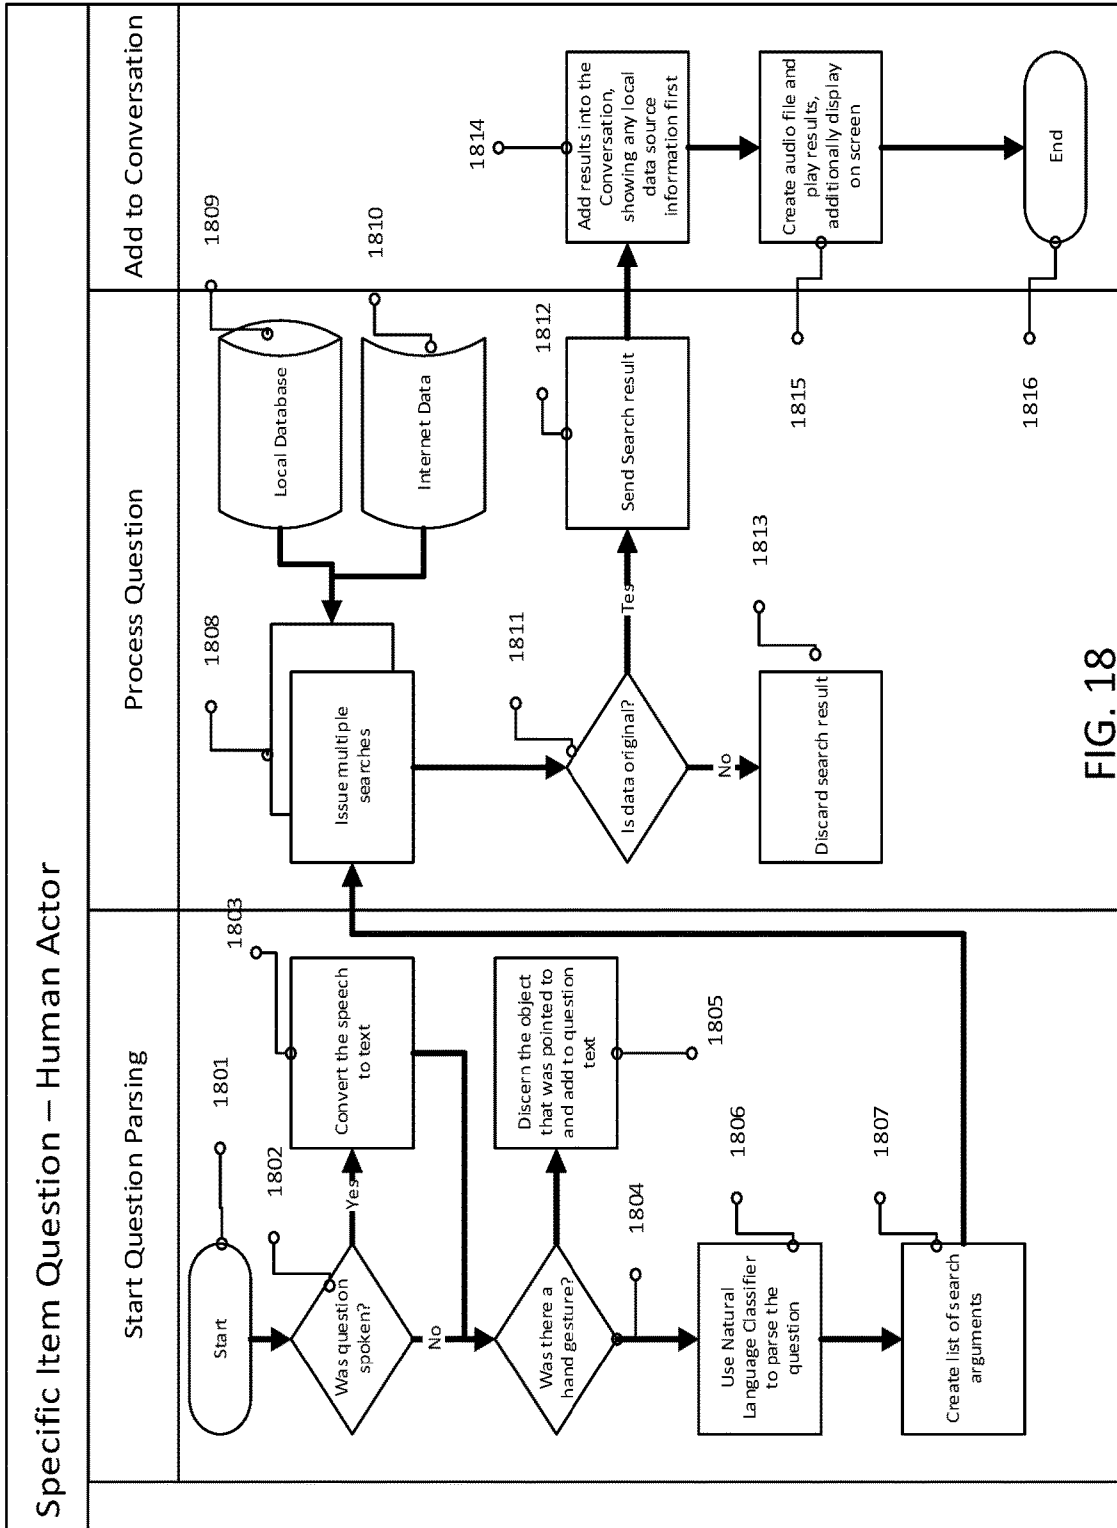 Specific Item Question – Human Actor
Start Question Parsing
Process Question
Add to Conversation
Start
1801
Was question
spoken?
1802
Yes
No
Convert the speech
to text
1803
Was there a
hand gesture?
1804
Discern the object
that was pointed to
and add to question
text
1805
Use Natural
Language Classifier
to parse the
question
1806
Create list of search
arguments
1807
Issue multiple
searches
1808
Local Database
1809
Internet Data
1810
Is data original?
1811
Tes
No
Send Search result
1812
Discard search result
1813
Add results into the
Conversation,
showing any local
data source
information first
1814
Create audio file and
play results,
additionally display
on screen
1815
End
1816
FIG. 18